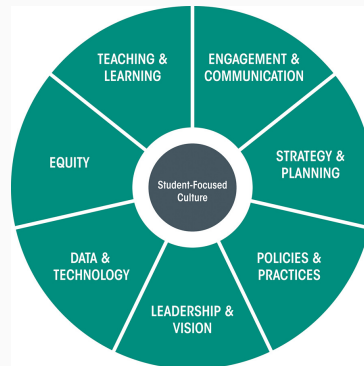 TEACHING &
LEARNING
ENGAGEMENT &
COMMUNICATION
EQUITY
STRATEGY &
PLANNING
Student-Focused
Culture
DATA &
TECHNOLOGY
POLICIES &
PRACTICES
LEADERSHIP &
VISION